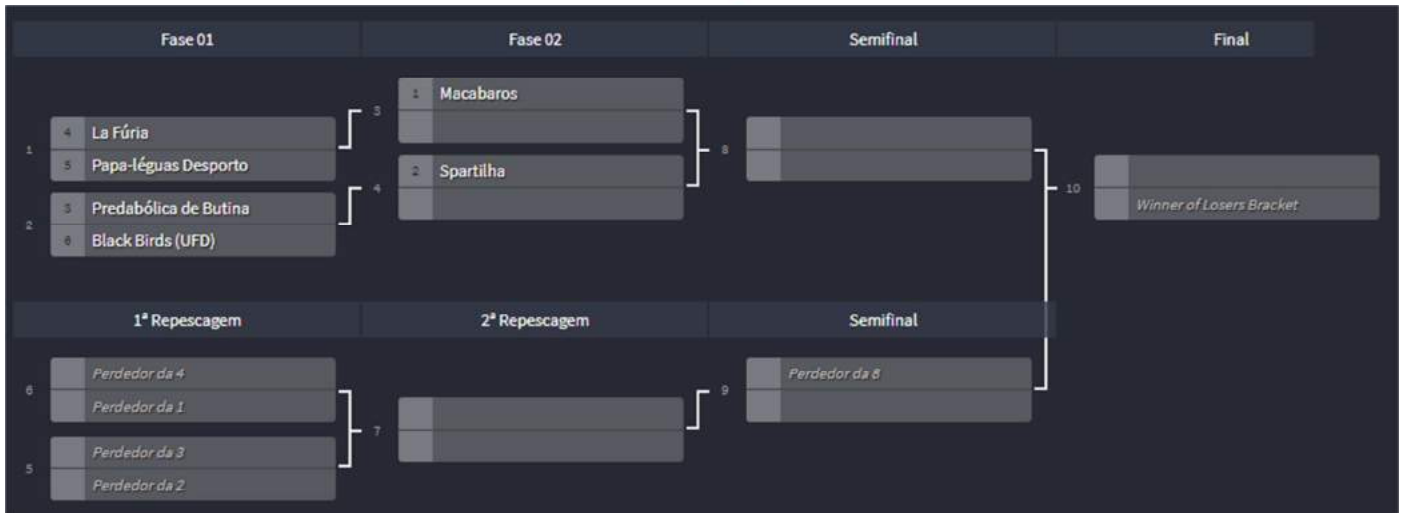 Fase 01 Fase 02 Semifinal Final
1 Macabaros
3
4 La Fúria
1
5 Papa-léguas Desporto
2 Spartilha
8
4
10
3 Predabólica de Butina
Winner of Losers Bracket
2
6 Black Birds (UFD)
1ª Repescagem 2ª Repescagem Semifinal
Perdedor da 4
Perdedor da 8
6
9
Perdedor da 1
7
Perdedor da 3
5
Perdedor da 2